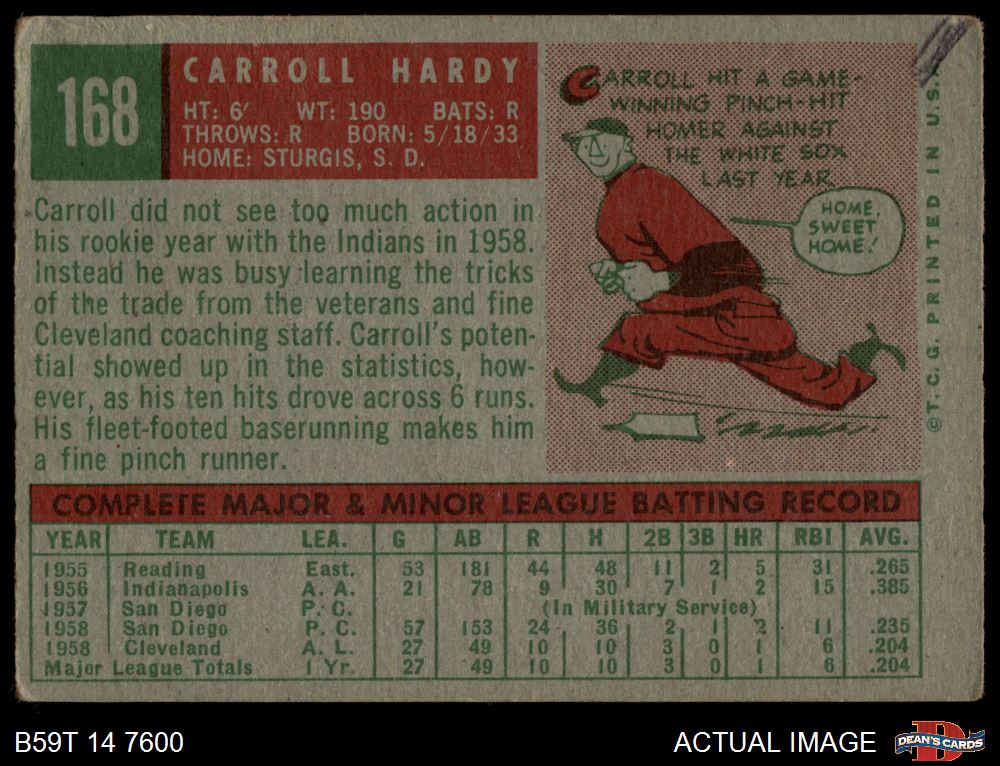 168
CARROLL HARDY
HT: 6' WT: 190 BATS: R
THROWS: R BORN: 5/18/33
HOME: STURGIS, S. D.
CARROLL HIT A GAME-
WINNING PINCH-HIT
HOMER AGAINST
THE WHITE SOX
LAST YEAR
HOME,
SWEET
HOME!
Carroll did not see too much action in
his rookie year with the Indians in 1958.
Instead he was busy learning the tricks
of the trade from the veterans and fine
Cleveland coaching staff. Carroll's poten-
tial showed up in the statistics, how-
ever, as his ten hits drove across 6 runs.
His fleet-footed baserunning makes him
a fine pinch runner.
©T. C. G. PRINTED IN U.S.A.
COMPLETE MAJOR & MINOR LEAGUE BATTING RECORD
YEAR TEAM LEA. G AB R H 2B 3B HR RBI AVG.
1955 Reading East. 53 181 44 48 11 2 5 31 .265
1956 Indianapolis A. A. 21 78 9 30 7 1 2 15 .385
1957 San Diego P. C. (In Military Service)
1958 San Diego P. C. 57 153 24 36 2 1 2 11 .235
1958 Cleveland A. L. 27 49 10 10 3 0 1 6 .204
Major League Totals 1 Yr. 27 49 10 10 3 0 1 6 .204
B59T 14 7600
ACTUAL IMAGE
DEAN'S CARDS